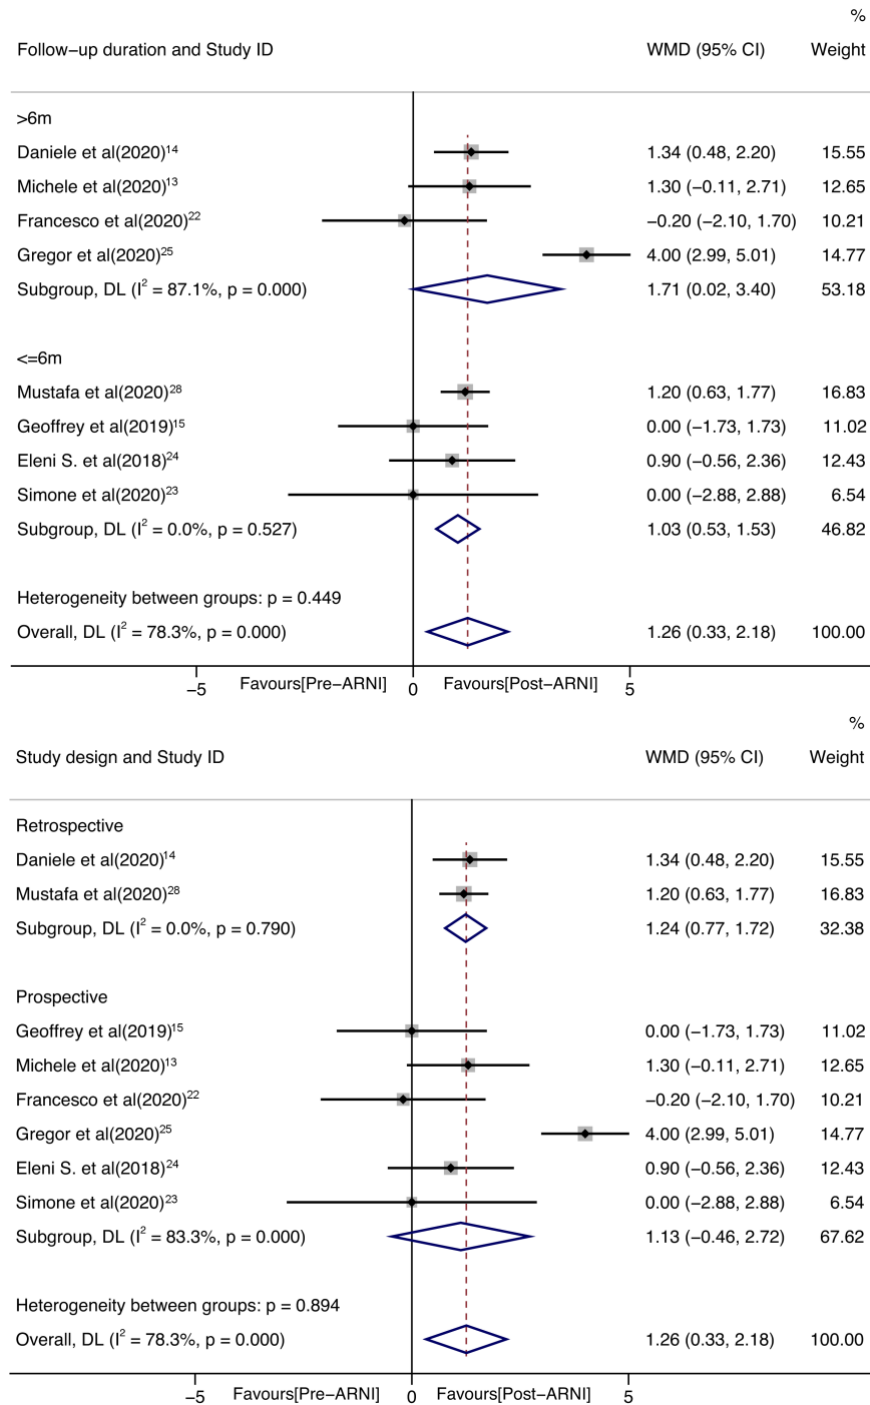 %
Follow-up duration and Study ID WMD (95% CI) Weight
>6m
Daniele et al(2020)¹⁴ 1.34 (0.48, 2.20) 15.55
Michele et al(2020)¹³ 1.30 (−0.11, 2.71) 12.65
Francesco et al(2020)²² −0.20 (−2.10, 1.70) 10.21
Gregor et al(2020)²⁵ 4.00 (2.99, 5.01) 14.77
Subgroup, DL (I² = 87.1%, p = 0.000) 1.71 (0.02, 3.40) 53.18
<=6m
Mustafa et al(2020)²⁸ 1.20 (0.63, 1.77) 16.83
Geoffrey et al(2019)¹⁵ 0.00 (−1.73, 1.73) 11.02
Eleni S. et al(2018)²⁴ 0.90 (−0.56, 2.36) 12.43
Simone et al(2020)²³ 0.00 (−2.88, 2.88) 6.54
Subgroup, DL (I² = 0.0%, p = 0.527) 1.03 (0.53, 1.53) 46.82
Heterogeneity between groups: p = 0.449
Overall, DL (I² = 78.3%, p = 0.000) 1.26 (0.33, 2.18) 100.00
−5 Favours[Pre−ARNI] 0 Favours[Post−ARNI] 5
%
Study design and Study ID WMD (95% CI) Weight
Retrospective
Daniele et al(2020)¹⁴ 1.34 (0.48, 2.20) 15.55
Mustafa et al(2020)²⁸ 1.20 (0.63, 1.77) 16.83
Subgroup, DL (I² = 0.0%, p = 0.790) 1.24 (0.77, 1.72) 32.38
Prospective
Geoffrey et al(2019)¹⁵ 0.00 (−1.73, 1.73) 11.02
Michele et al(2020)¹³ 1.30 (−0.11, 2.71) 12.65
Francesco et al(2020)²² −0.20 (−2.10, 1.70) 10.21
Gregor et al(2020)²⁵ 4.00 (2.99, 5.01) 14.77
Eleni S. et al(2018)²⁴ 0.90 (−0.56, 2.36) 12.43
Simone et al(2020)²³ 0.00 (−2.88, 2.88) 6.54
Subgroup, DL (I² = 83.3%, p = 0.000) 1.13 (−0.46, 2.72) 67.62
Heterogeneity between groups: p = 0.894
Overall, DL (I² = 78.3%, p = 0.000) 1.26 (0.33, 2.18) 100.00
−5 Favours[Pre−ARNI] 0 Favours[Post−ARNI] 5